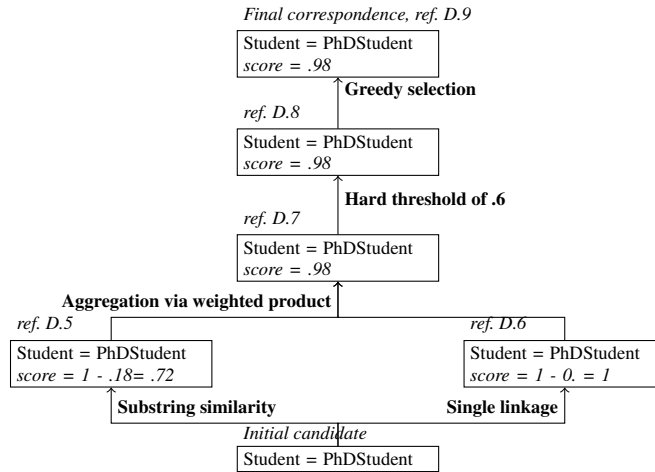 Final correspondence, ref. D.9
Student = PhDStudent
score = .98
Greedy selection
ref. D.8
Student = PhDStudent
score = .98
Hard threshold of .6
ref. D.7
Student = PhDStudent
score = .98
Aggregation via weighted product
ref. D.5
Student = PhDStudent
score = 1 - .18= .72
Substring similarity
ref. D.6
Student = PhDStudent
score = 1 - 0. = 1
Single linkage
Initial candidate
Student = PhDStudent